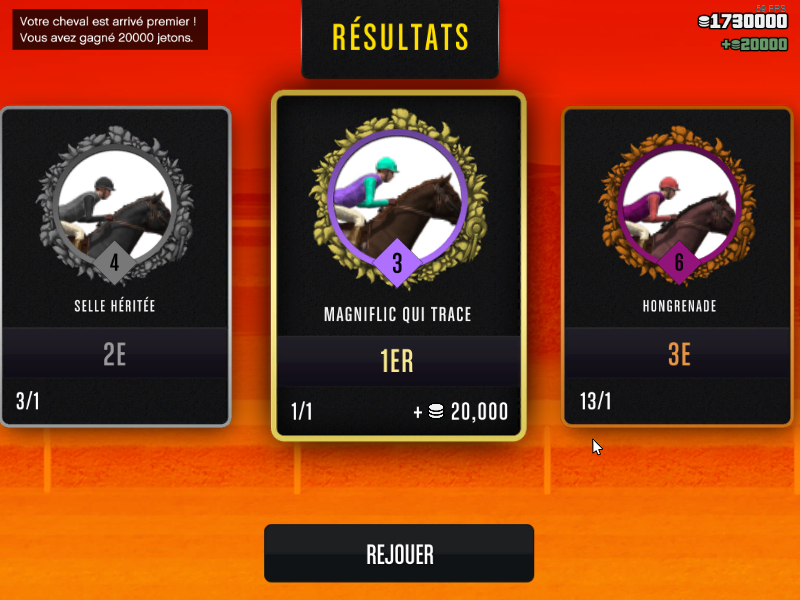 Votre cheval est arrivé premier !
Vous avez gagné 20000 jetons.
RÉSULTATS
1730000
+20000
4
SELLE HÉRITÉE
2E
3/1
3
MAGNIFLIC QUI TRACE
1ER
1/1
+ 20,000
6
HONGRENADE
3E
13/1
REJOUER